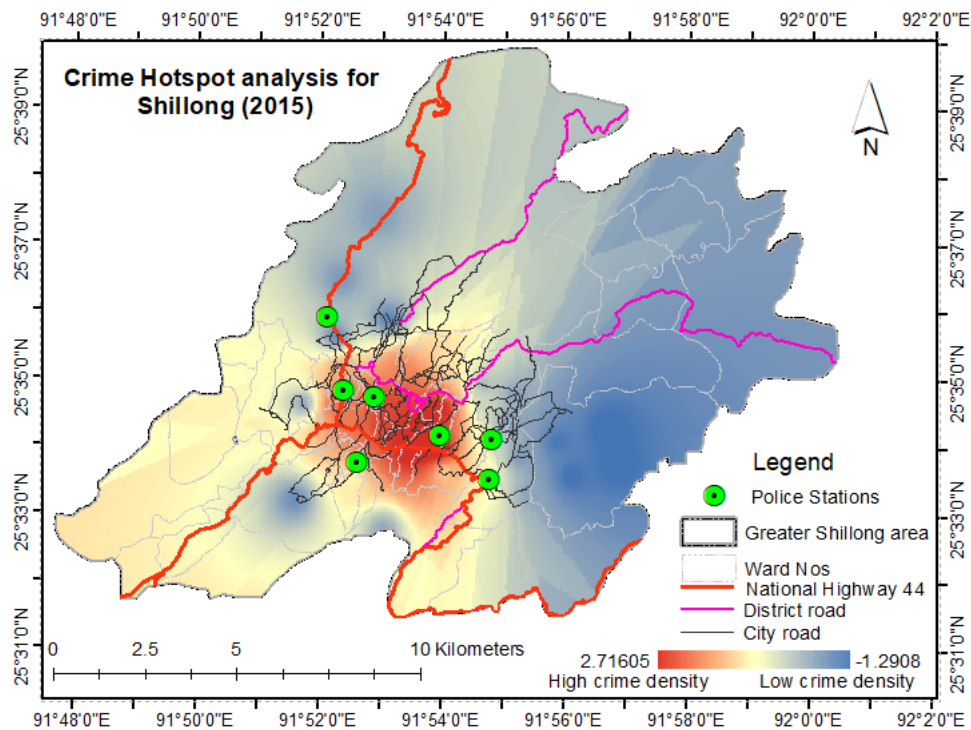 91°48'0"E 91°50'0"E 91°52'0"E 91°54'0"E 91°56'0"E 91°58'0"E 92°0'0"E 92°2'0"E
Crime Hotspot analysis for
Shillong (2015)
25°39'0"N
25°37'0"N
25°35'0"N
25°33'0"N
25°31'0"N
25°39'0"N
25°37'0"N
25°35'0"N
25°33'0"N
25°31'0"N
N
Legend
Police Stations
Greater Shillong area
Ward Nos
National Highway 44
District road
City road
0 2.5 5 10 Kilometers
2.71605 -1.2908
High crime density Low crime density
91°48'0"E 91°50'0"E 91°52'0"E 91°54'0"E 91°56'0"E 91°58'0"E 92°0'0"E 92°2'0"E